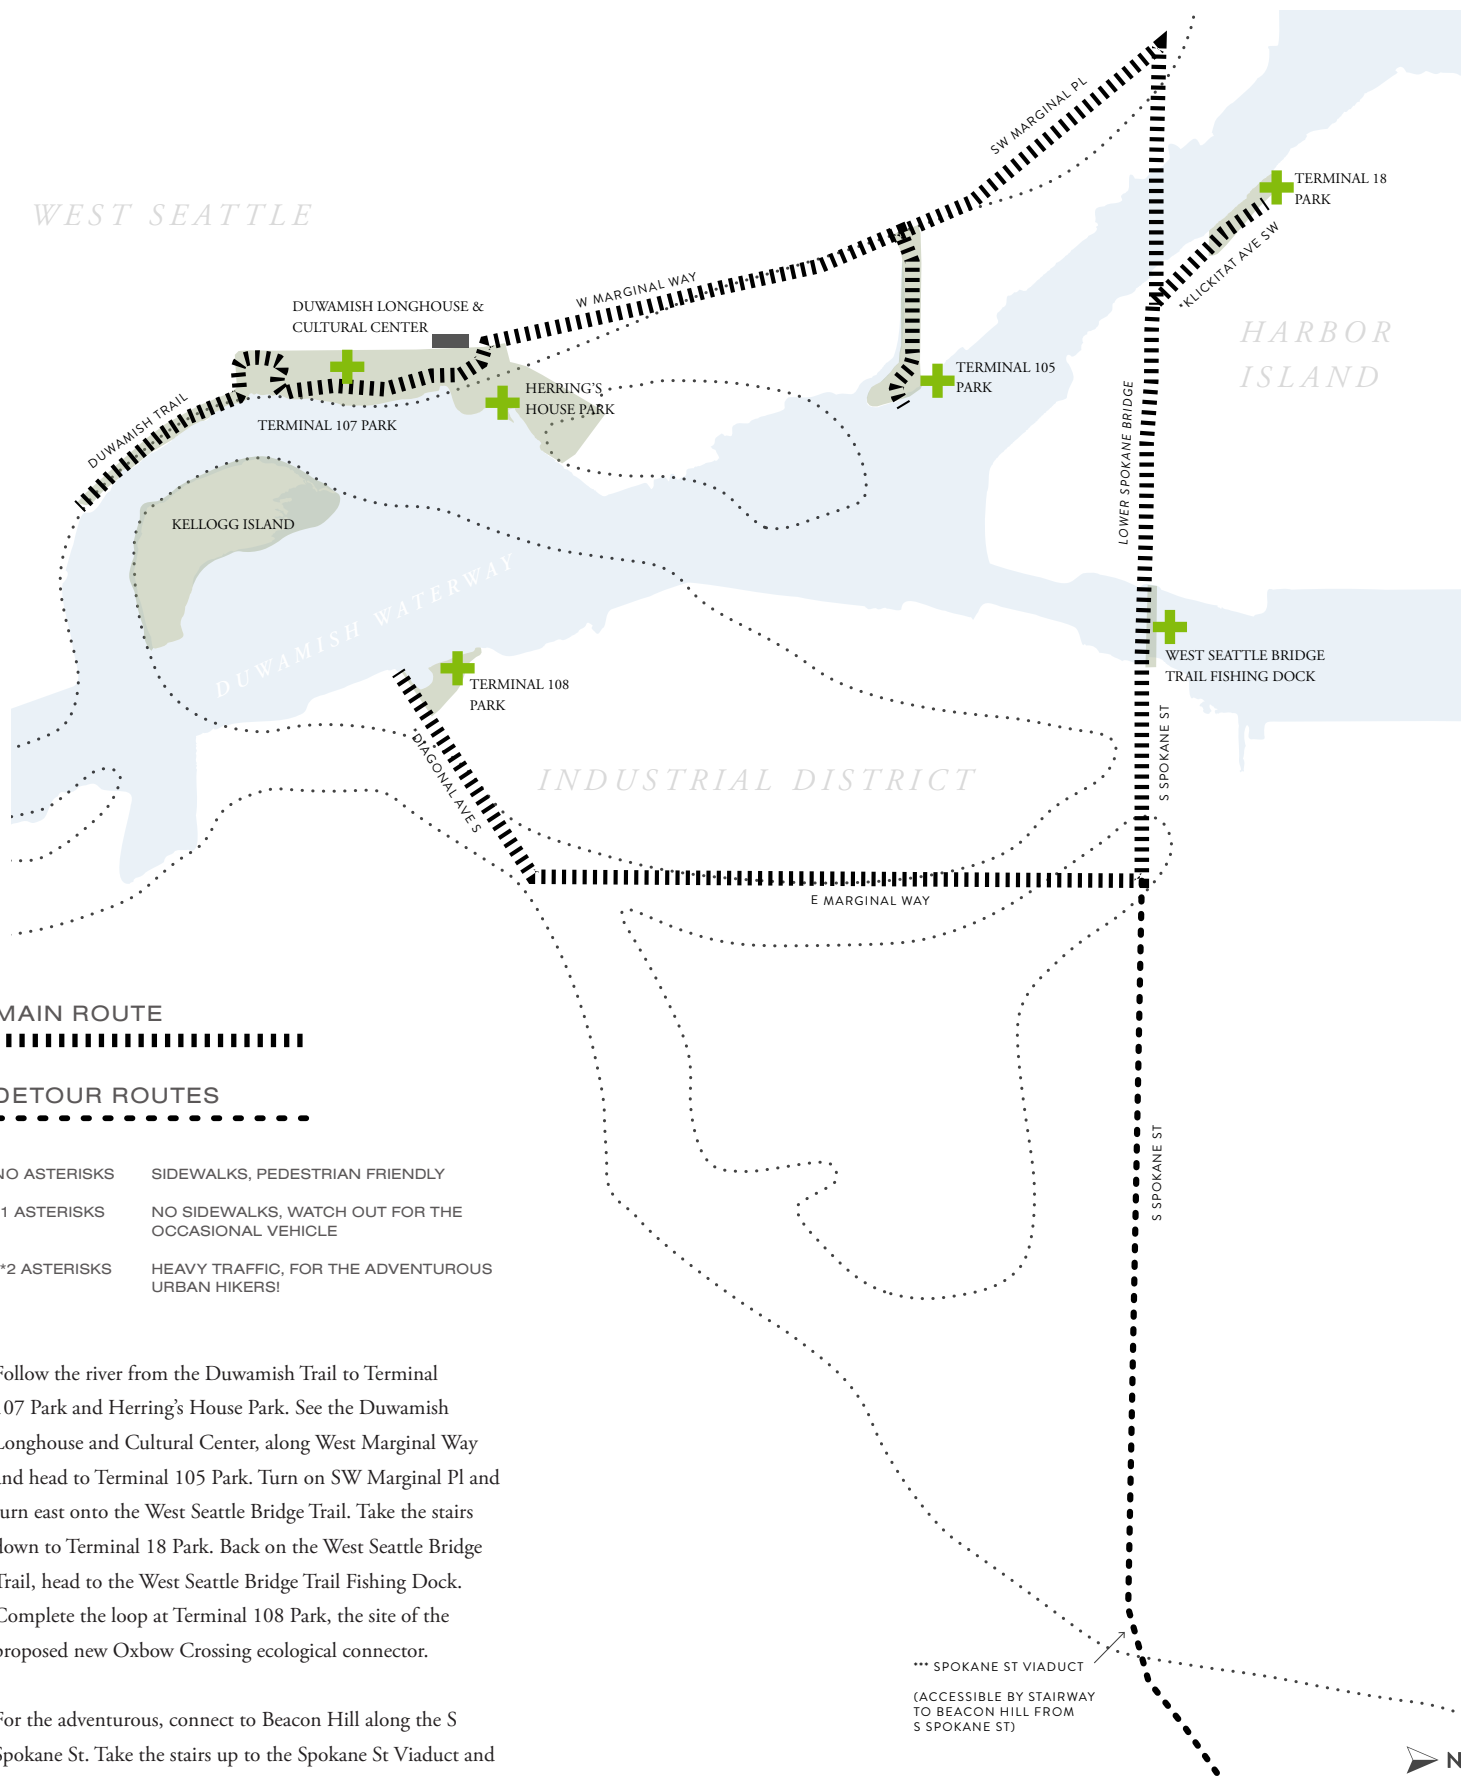 SW MARGINAL PL
TERMINAL 18
PARK
WEST SEATTLE
*KLICKITAT AVE SW
W MARGINAL WAY
DUWAMISH LONGHOUSE &
CULTURAL CENTER
HARBOR
ISLAND
TERMINAL 105
PARK
HERRING'S
HOUSE PARK
DUWAMISH TRAIL
TERMINAL 107 PARK
LOWER SPOKANE BRIDGE
KELLOGG ISLAND
DUWAMISH WATERWAY
WEST SEATTLE BRIDGE
TRAIL FISHING DOCK
TERMINAL 108
PARK
S SPOKANE ST
DIAGONAL AVE S
INDUSTRIAL DISTRICT
E MARGINAL WAY
MAIN ROUTE
DETOUR ROUTES
NO ASTERISKS SIDEWALKS, PEDESTRIAN FRIENDLY
1 ASTERISKS NO SIDEWALKS, WATCH OUT FOR THE
OCCASIONAL VEHICLE
*2 ASTERISKS HEAVY TRAFFIC, FOR THE ADVENTUROUS
URBAN HIKERS!
S SPOKANE ST
Follow the river from the Duwamish Trail to Terminal
107 Park and Herring's House Park. See the Duwamish
Longhouse and Cultural Center, along West Marginal Way
and head to Terminal 105 Park. Turn on SW Marginal Pl and
turn east onto the West Seattle Bridge Trail. Take the stairs
down to Terminal 18 Park. Back on the West Seattle Bridge
Trail, head to the West Seattle Bridge Trail Fishing Dock.
Complete the loop at Terminal 108 Park, the site of the
proposed new Oxbow Crossing ecological connector.
For the adventurous, connect to Beacon Hill along the S
Spokane St. Take the stairs up to the Spokane St Viaduct and
*** SPOKANE ST VIADUCT
(ACCESSIBLE BY STAIRWAY
TO BEACON HILL FROM
S SPOKANE ST)
N